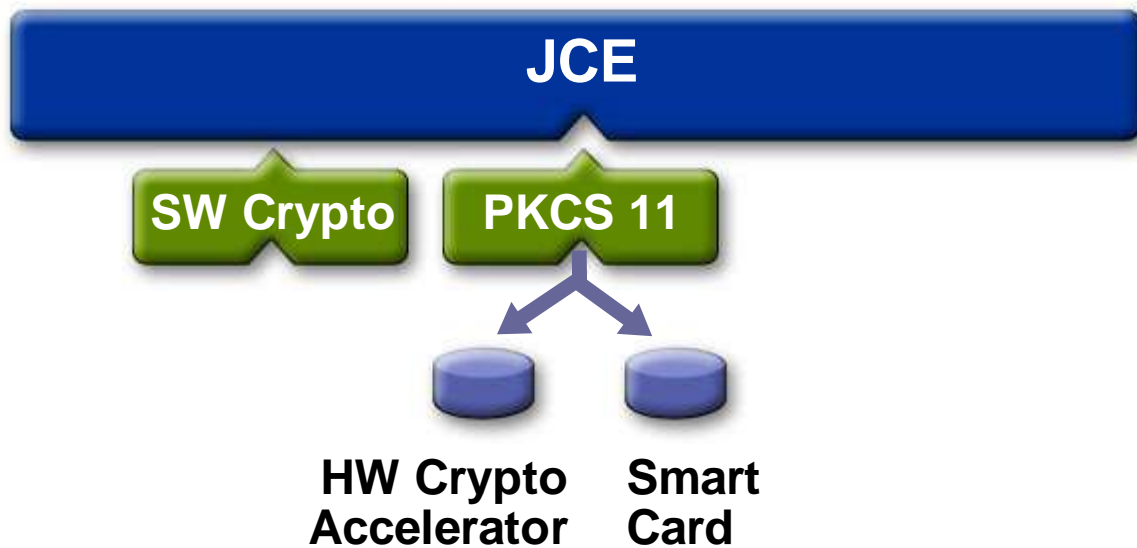 JCE
SW Crypto
PKCS 11
HW Crypto
Accelerator
Smart
Card